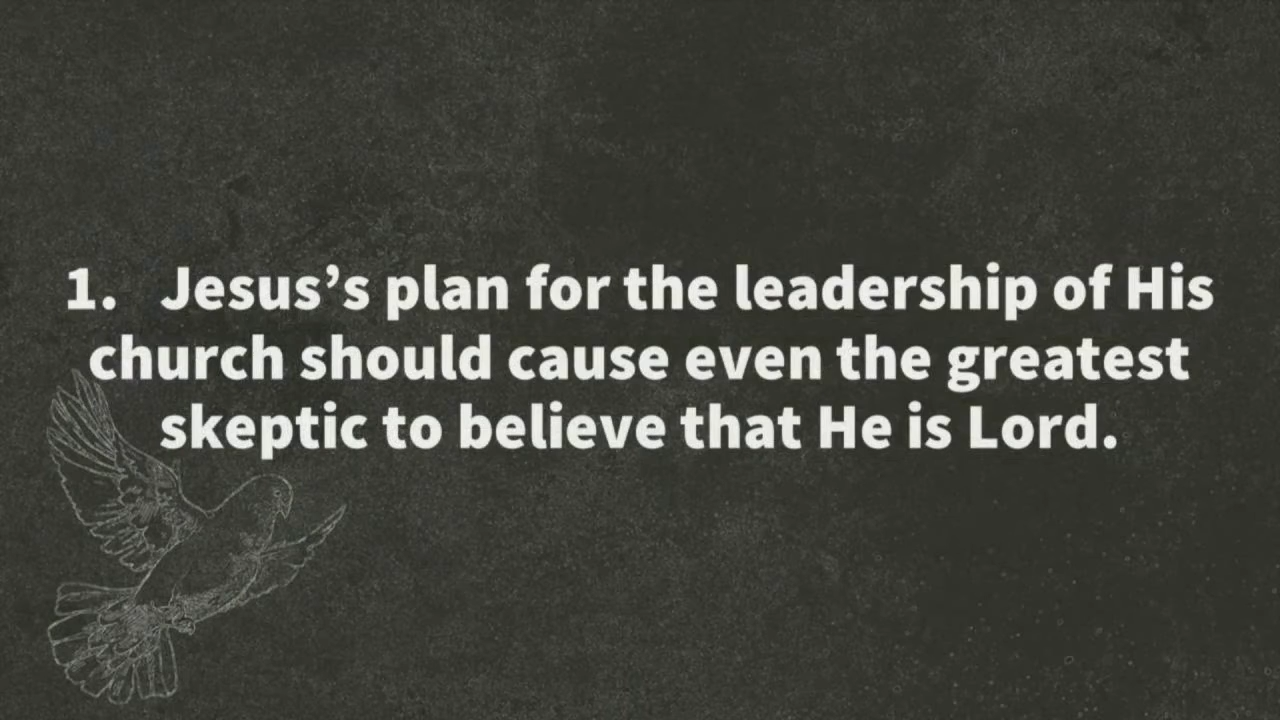 1. Jesus’s plan for the leadership of His
church should cause even the greatest
skeptic to believe that He is Lord.